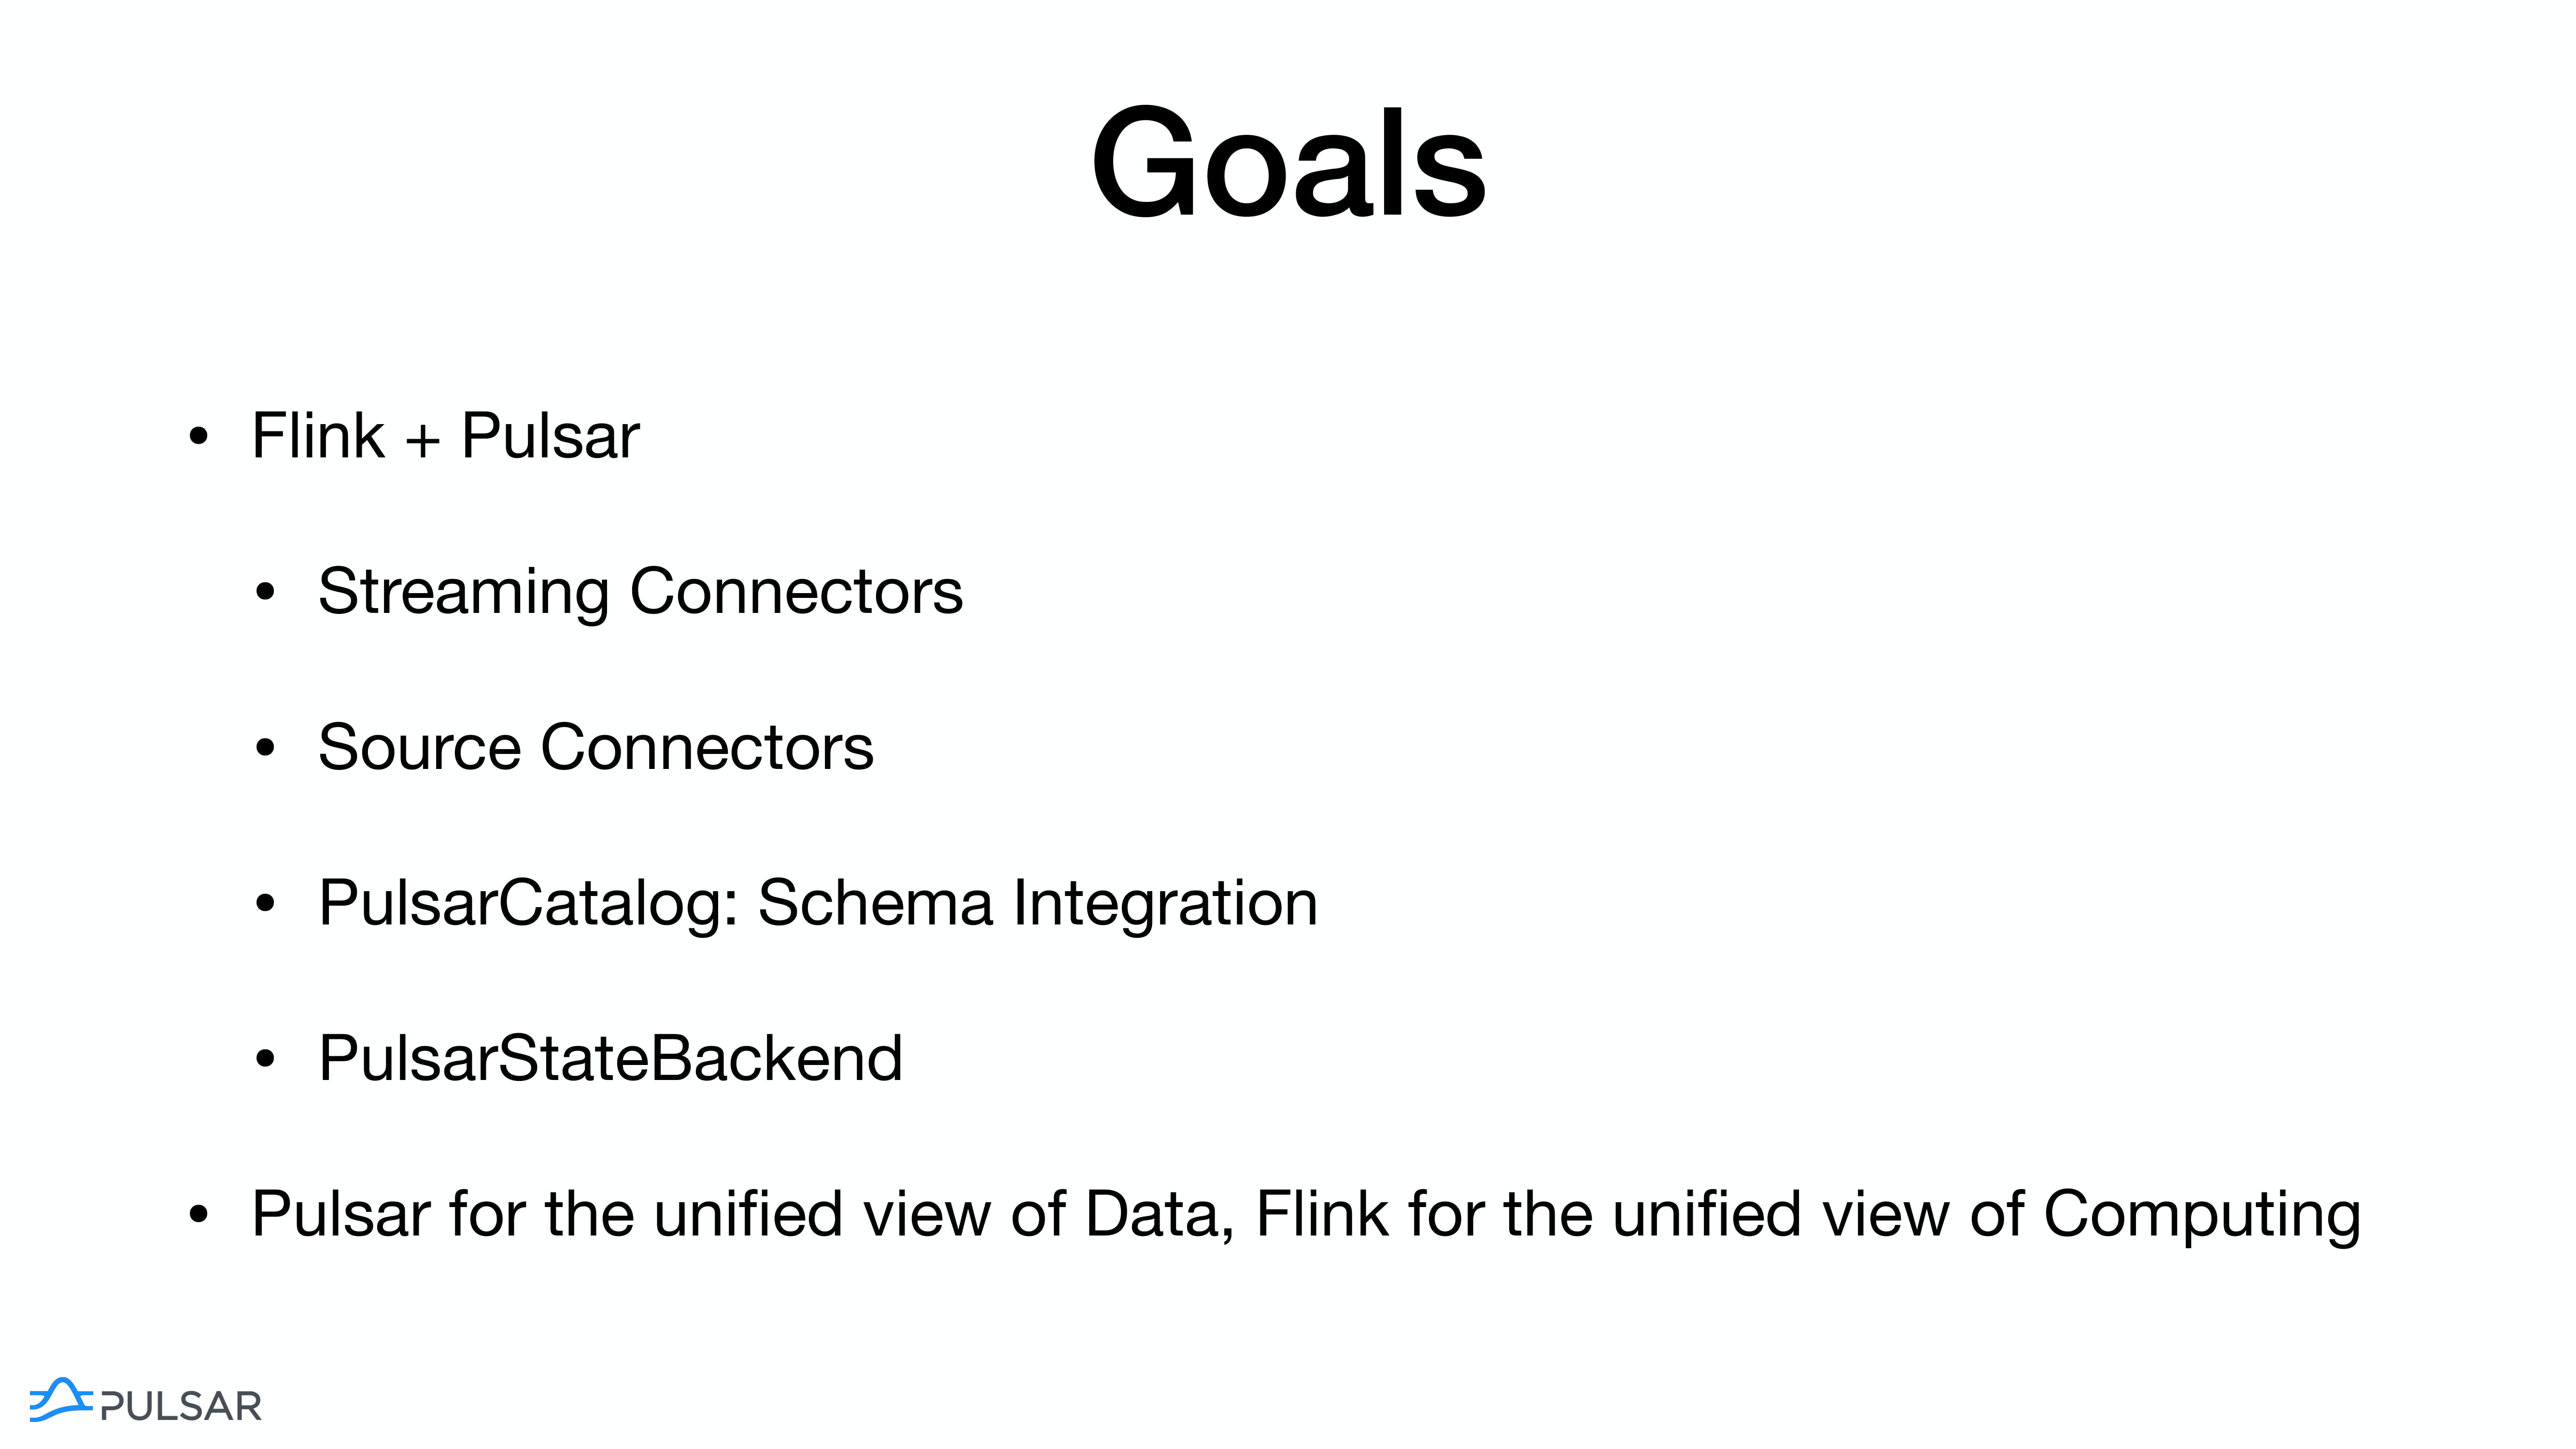 Goals
• Flink + Pulsar
• Streaming Connectors
• Source Connectors
• PulsarCatalog: Schema Integration
• PulsarStateBackend
• Pulsar for the unified view of Data, Flink for the unified view of Computing
PULSAR